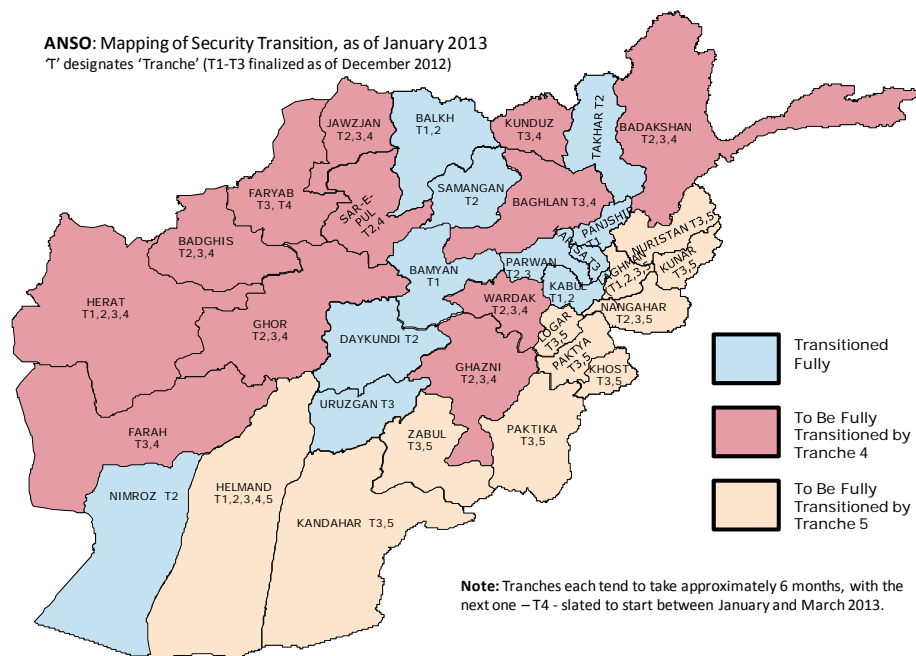 ANSO: Mapping of Security Transition, as of January 2013
'T' designates 'Tranche' (T1-T3 finalized as of December 2012)
JAWZJAN
T2,3,4
BALKH
T1,2
KUNDUZ
T3,4
TAKHAR T2
BADAKSHAN
T2,3,4
FARYAB
T3, T4
SAR-E-
PUL
T2,4
SAMANGAN
T2
BAGHLAN T3,4
PANJSHIR
T1
BADGHIS
T2,3,4
NURISTAN T3,5
KUNAR
T3,5
T1,2,3,5
PARWAN
T2,3
T3
BAMYAN
T1
KABUL
T1,2
HERAT
T1,2,3,4
GHOR
T2,3,4
WARDAK
T2,3,4
NANGAHAR
T2,3,5
LOGAR
T3,5
PAKTYA
T3,5
KHOST
T3,5
DAYKUNDI T2
GHAZNI
T2,3,4
URUZGAN T3
FARAH
T3,4
ZABUL
T3,5
PAKTIKA
T3,5
NIMROZ T2
HELMAND
T1,2,3,4,5
KANDAHAR T3,5
Transitioned
Fully
To Be Fully
Transitioned by
Tranche 4
To Be Fully
Transitioned by
Tranche 5
Note: Tranches each tend to take approximately 6 months, with the
next one – T4 - slated to start between January and March 2013.